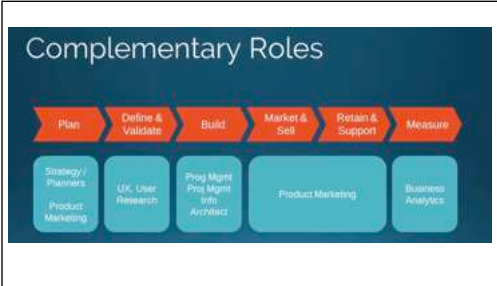 Complementary Roles
Plan
Define &
Validate
Build
Market &
Sell
Retain &
Support
Measure
Strategy /
Planners
Product
Marketing
UX, User
Research
Prog Mgmt
Proj Mgmt
Info
Architect
Product Marketing
Business
Analytics